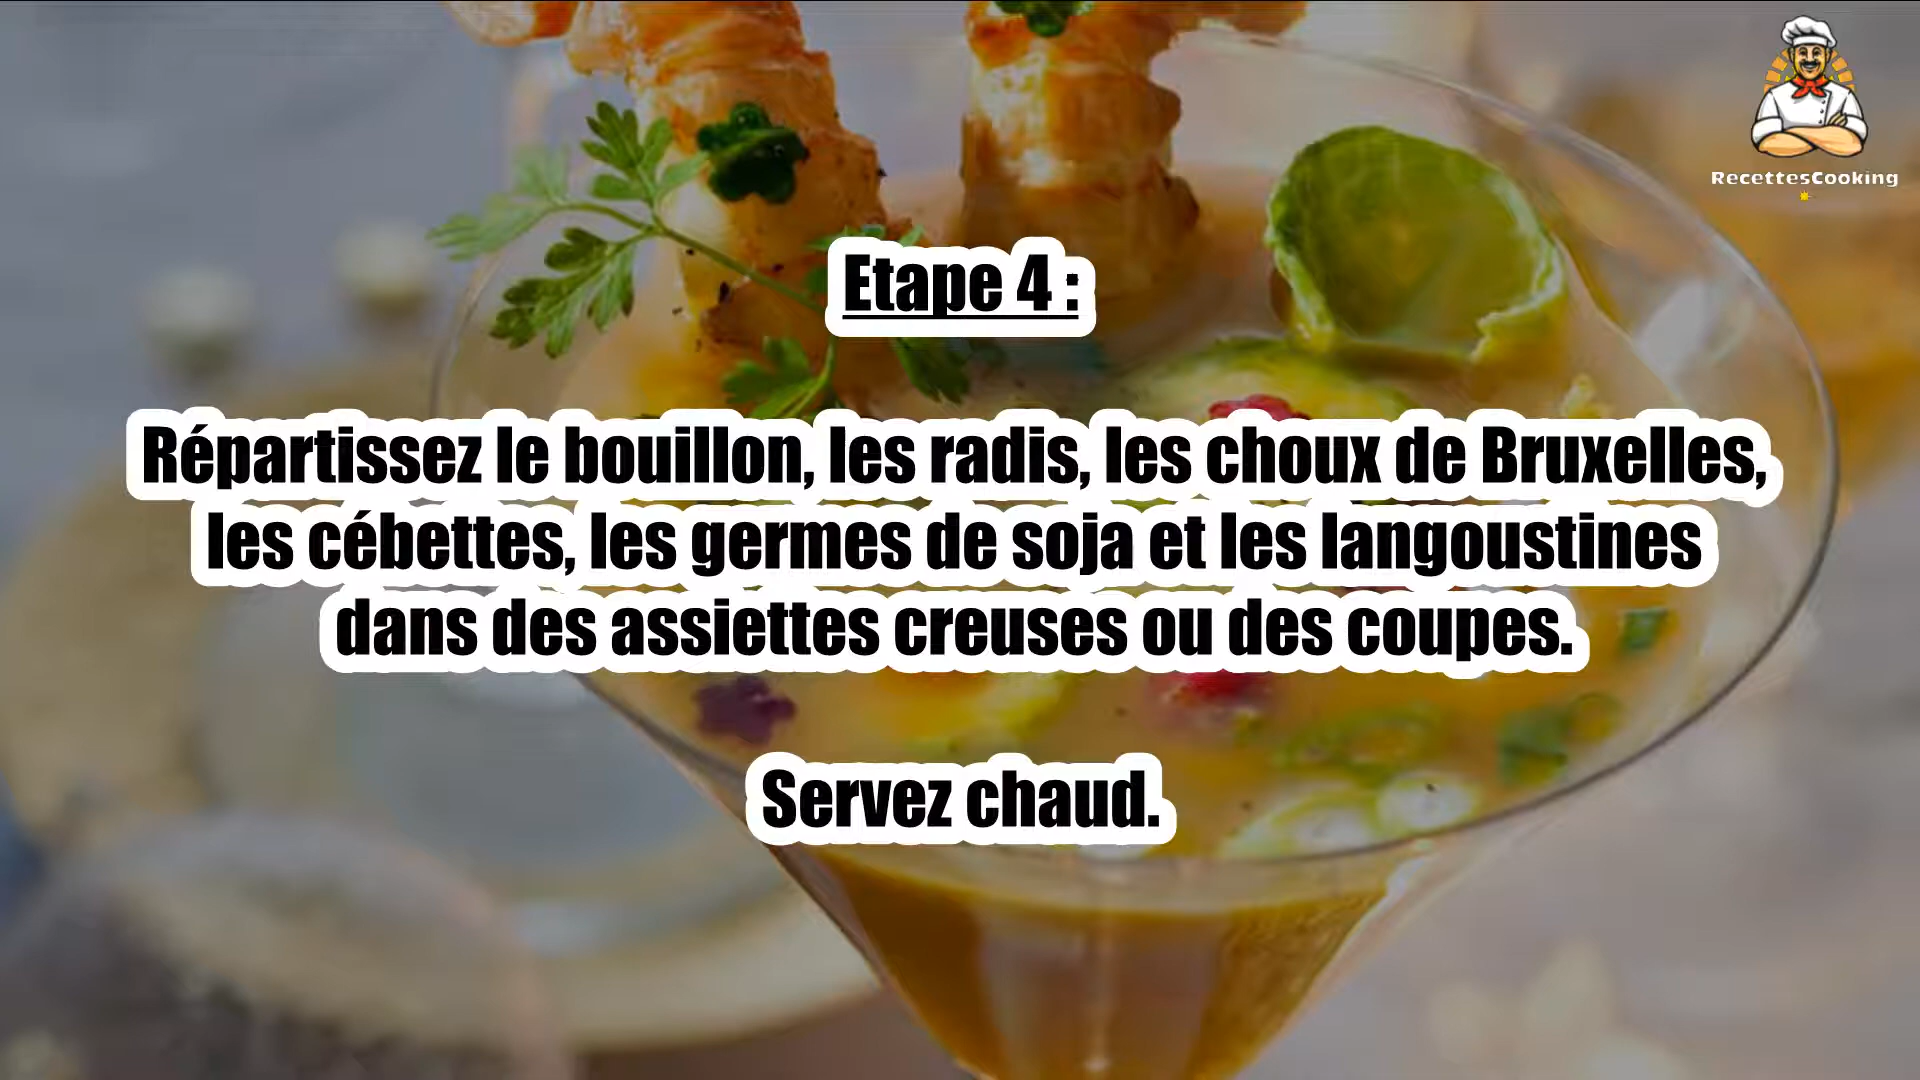 RecettesCooking
Etape 4 :
Répartissez le bouillon, les radis, les choux de Bruxelles,
les cébettes, les germes de soja et les langoustines
dans des assiettes creuses ou des coupes.
Servez chaud.